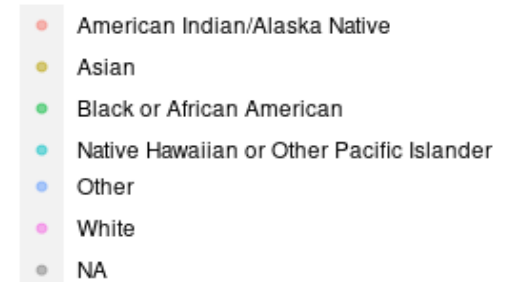 American Indian/Alaska Native
Asian
Black or African American
Native Hawaiian or Other Pacific Islander
Other
White
NA